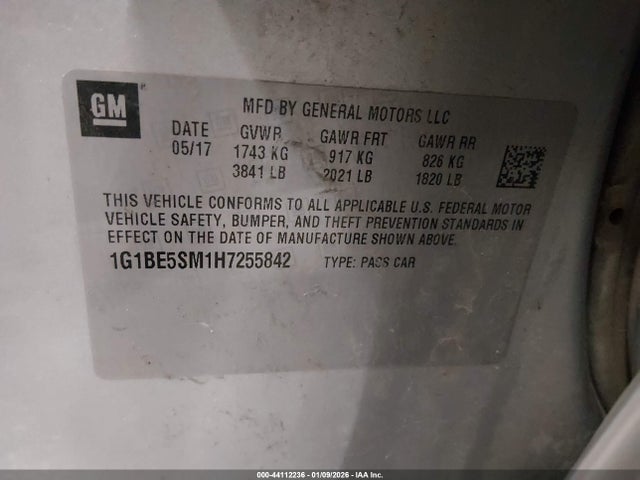 GM
MFD BY GENERAL MOTORS LLC
DATE GVWR GAWR FRT GAWR RR
05/17 1743 KG 917 KG 826 KG
3841 LB 2021 LB 1820 LB
THIS VEHICLE CONFORMS TO ALL APPLICABLE U.S. FEDERAL MOTOR
VEHICLE SAFETY, BUMPER, AND THEFT PREVENTION STANDARDS IN
EFFECT ON THE DATE OF MANUFACTURE SHOWN ABOVE.
1G1BE5SM1H7255842 TYPE: PASS CAR
000-44112236 - 01/09/2026 - IAA Inc.